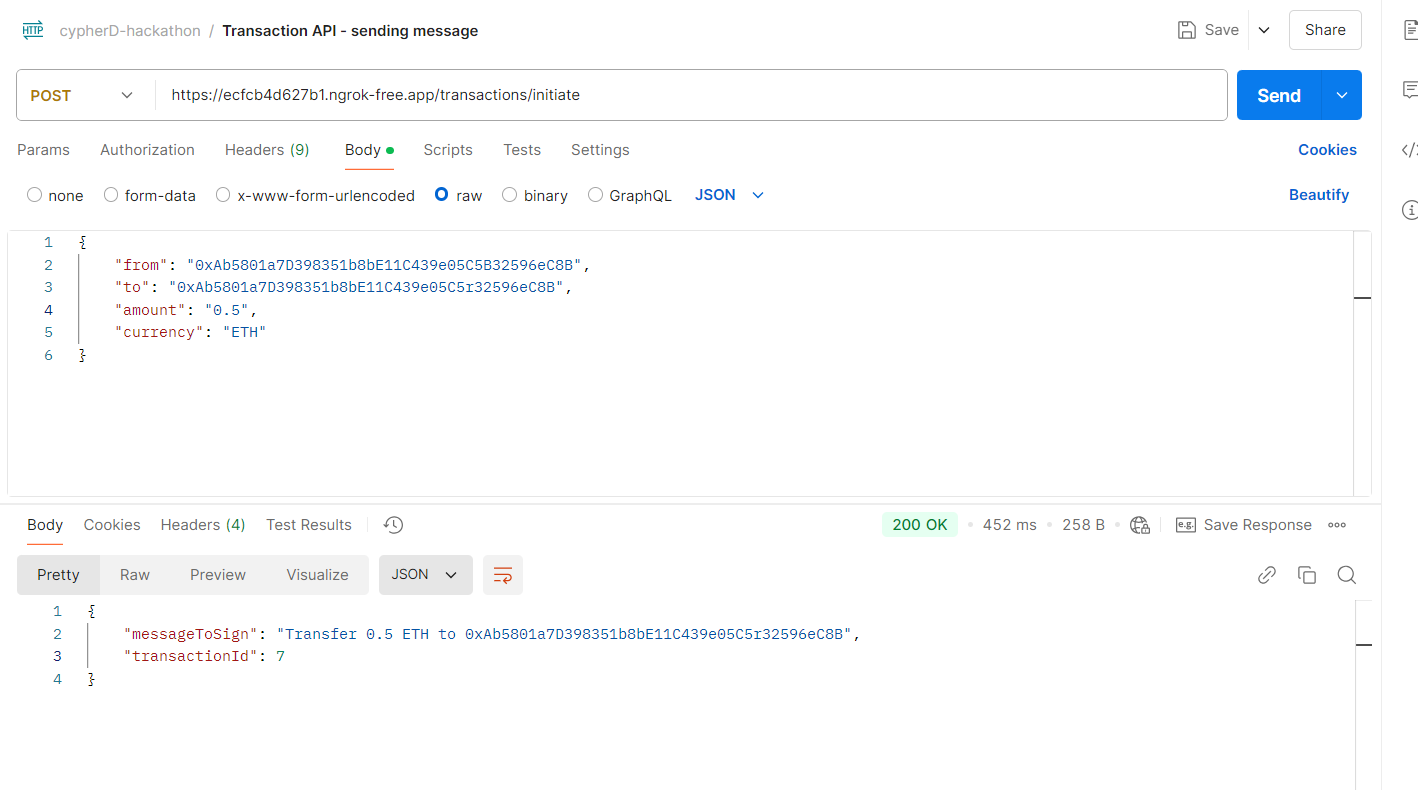 HTTP cypherD-hackathon / Transaction API - sending message Save Share
POST https://ecfcb4d627b1.ngrok-free.app/transactions/initiate Send
Params Authorization Headers (9) Body Scripts Tests Settings Cookies
none form-data x-www-form-urlencoded raw binary GraphQL JSON Beautify
1 {
2 "from": "0xAb5801a7D398351b8bE11C439e05C5B32596eC8B",
3 "to": "0xAb5801a7D398351b8bE11C439e05C5r32596eC8B",
4 "amount": "0.5",
5 "currency": "ETH"
6 }
Body Cookies Headers (4) Test Results 200 OK • 452 ms • 258 B • e.g. Save Response
Pretty Raw Preview Visualize JSON
1 {
2 "messageToSign": "Transfer 0.5 ETH to 0xAb5801a7D398351b8bE11C439e05C5r32596eC8B",
3 "transactionId": 7
4 }